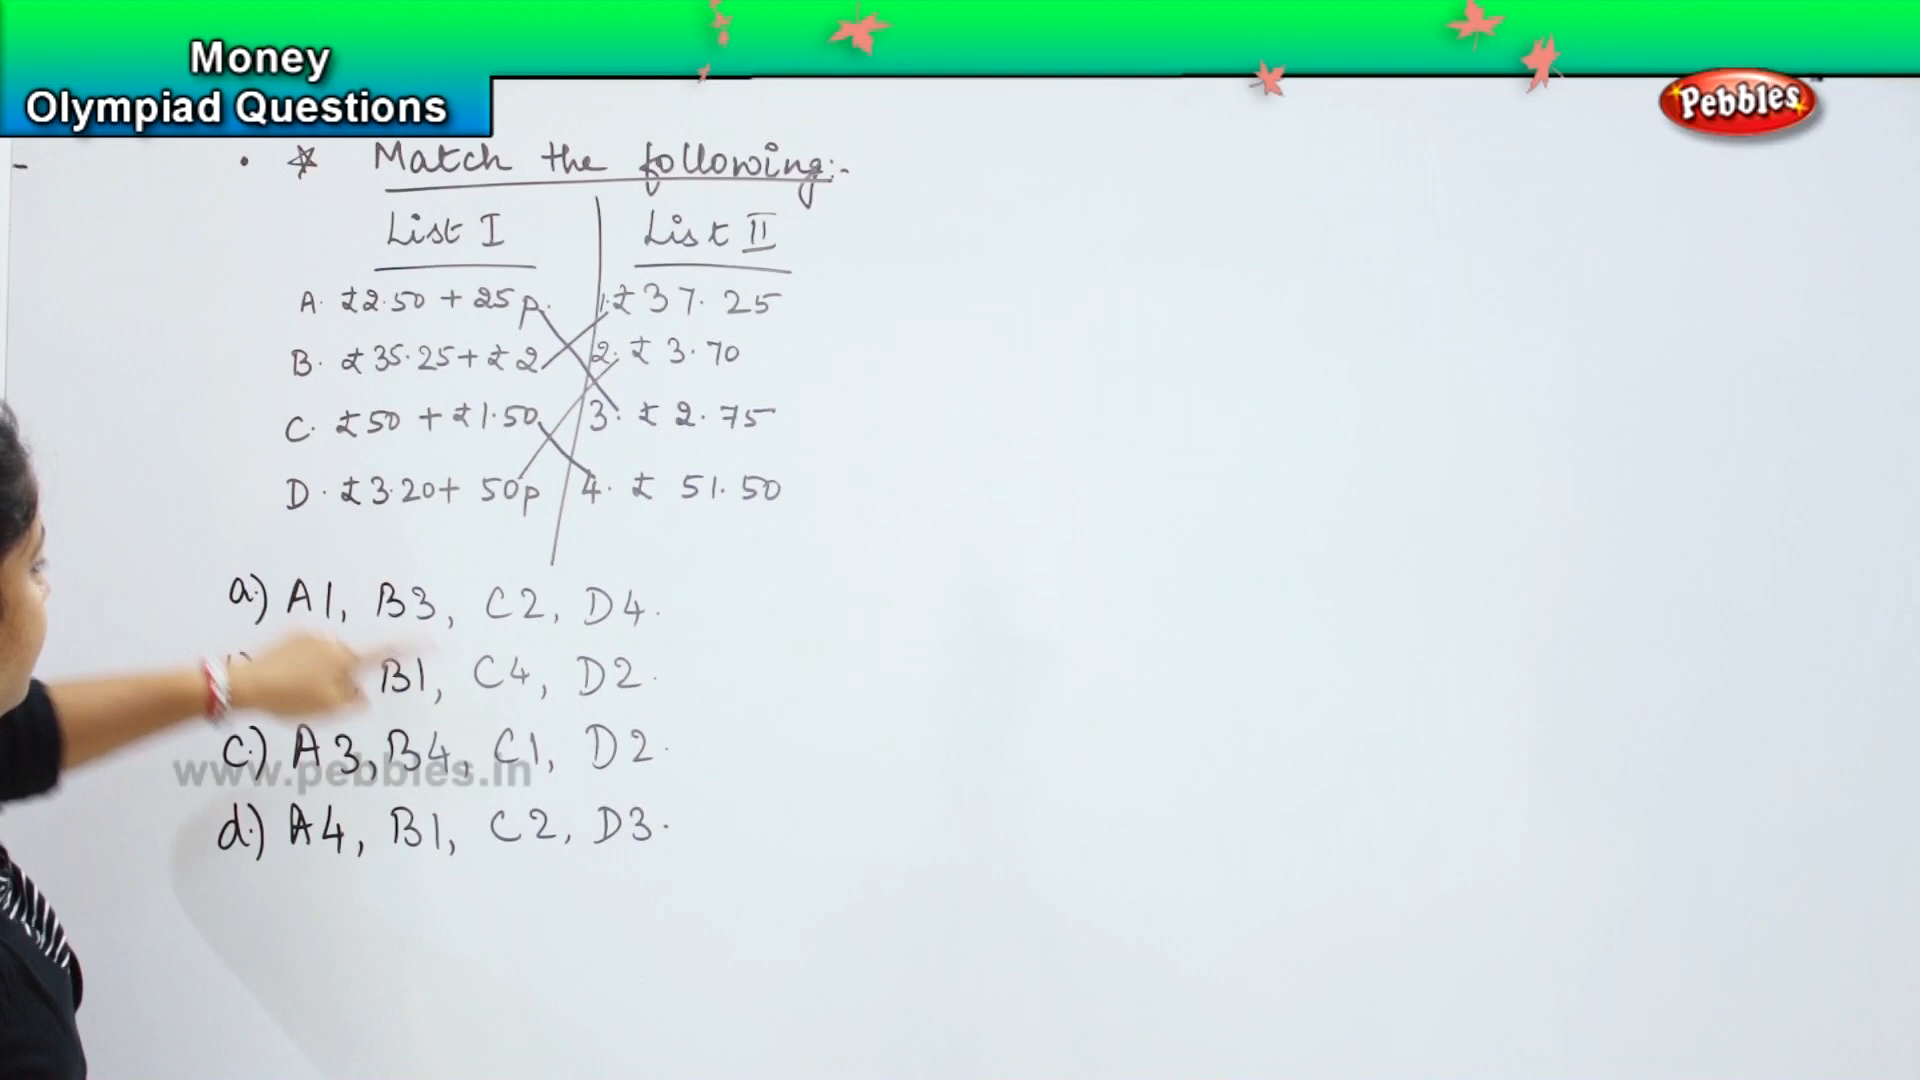 Money
Olympiad Questions
Pebbles
☆ Match the following:-
List I List II
A. ₹2.50 + 25 p. 1. ₹ 37.25
B. ₹ 35.25 + ₹ 2 2. ₹ 3.70
C. ₹50 + ₹1.50 3. ₹ 2.75
D. ₹3.20 + 50p 4. ₹ 51.50
a.) A1, B3, C2, D4.
B1, C4, D2.
c.) A3, B4, C1, D2.
www.pebbles.in
d.) A4, B1, C2, D3.